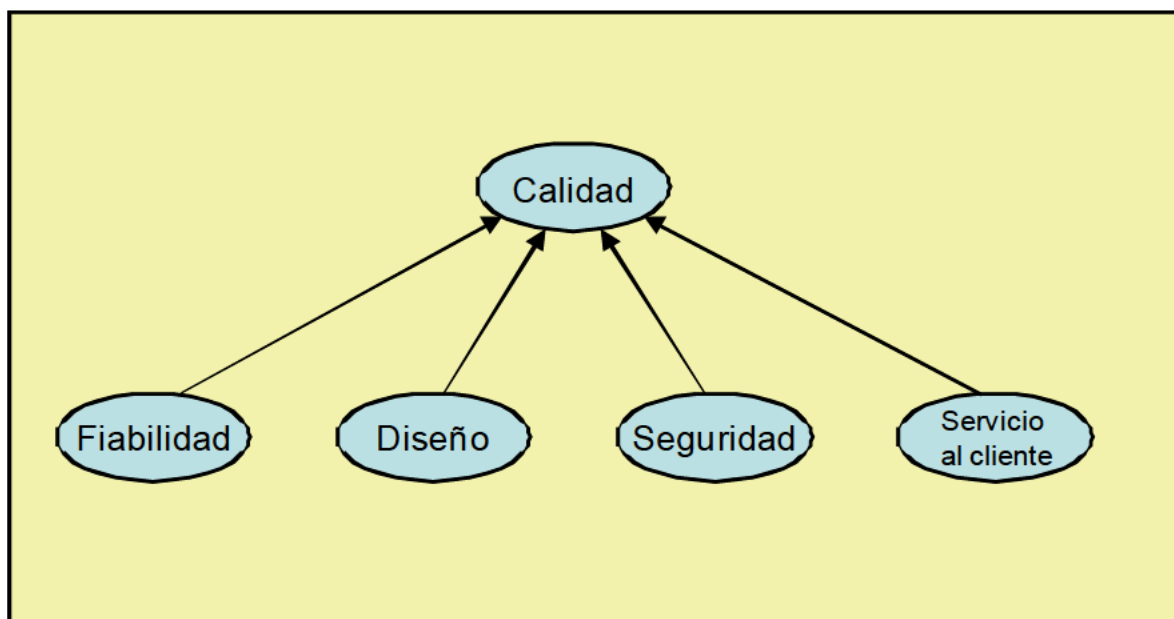 Calidad
Fiabilidad
Diseño
Seguridad
Servicio
al cliente